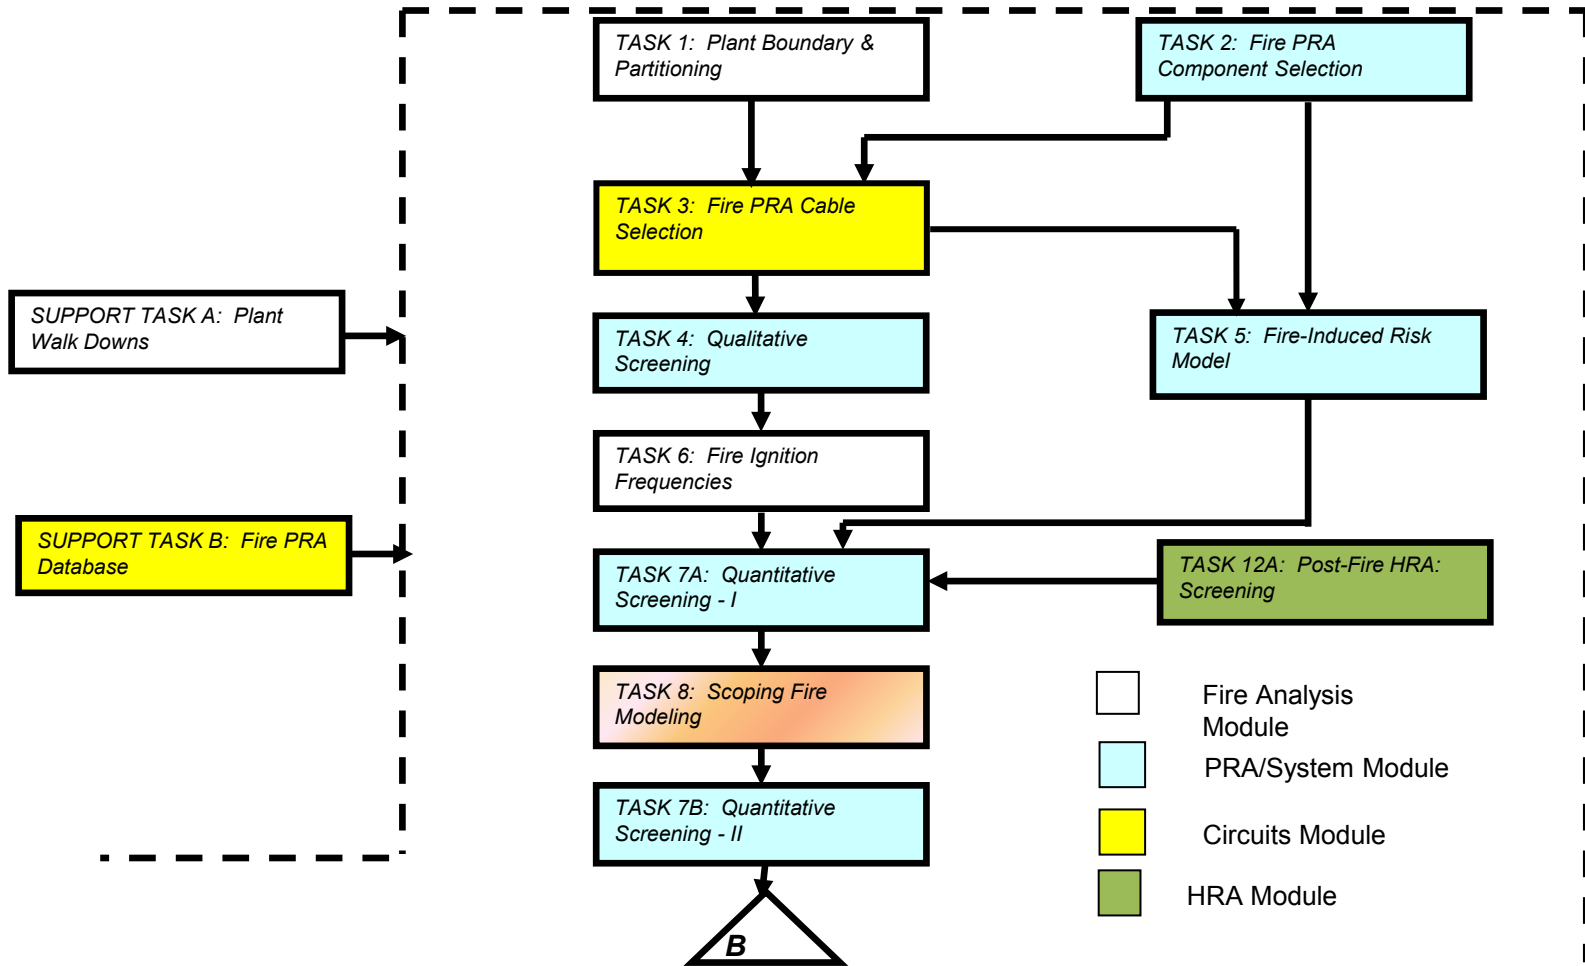 TASK 1: Plant Boundary &
Partitioning
TASK 2: Fire PRA
Component Selection
TASK 3: Fire PRA Cable
Selection
SUPPORT TASK A: Plant
Walk Downs
TASK 4: Qualitative
Screening
TASK 5: Fire-Induced Risk
Model
TASK 6: Fire Ignition
Frequencies
SUPPORT TASK B: Fire PRA
Database
TASK 7A: Quantitative
Screening - I
TASK 12A: Post-Fire HRA:
Screening
TASK 8: Scoping Fire
Modeling
TASK 7B: Quantitative
Screening - II
B
Fire Analysis
Module
PRA/System Module
Circuits Module
HRA Module